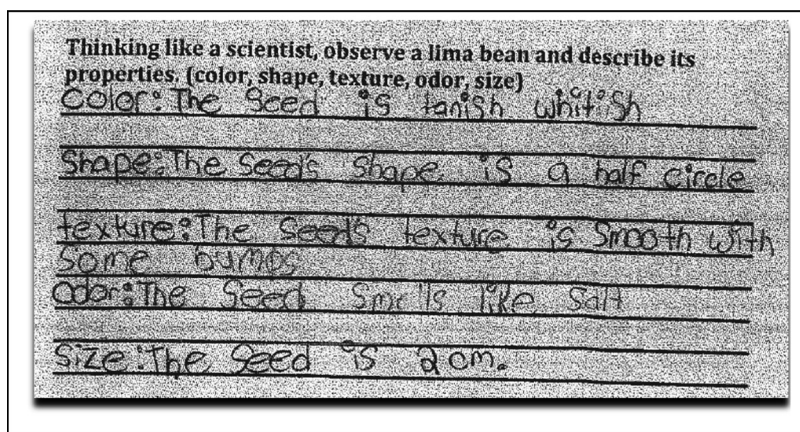 Thinking like a scientist, observe a lima bean and describe its
properties. (color, shape, texture, odor, size)
Color: The Seed is tanish whitish
Shape: The Seed's shape is a half circle
texture: The Seed's texture is Smooth with
Some bumps
Odor: The Seed Smells like Salt
Size: The Seed is 2 cm.